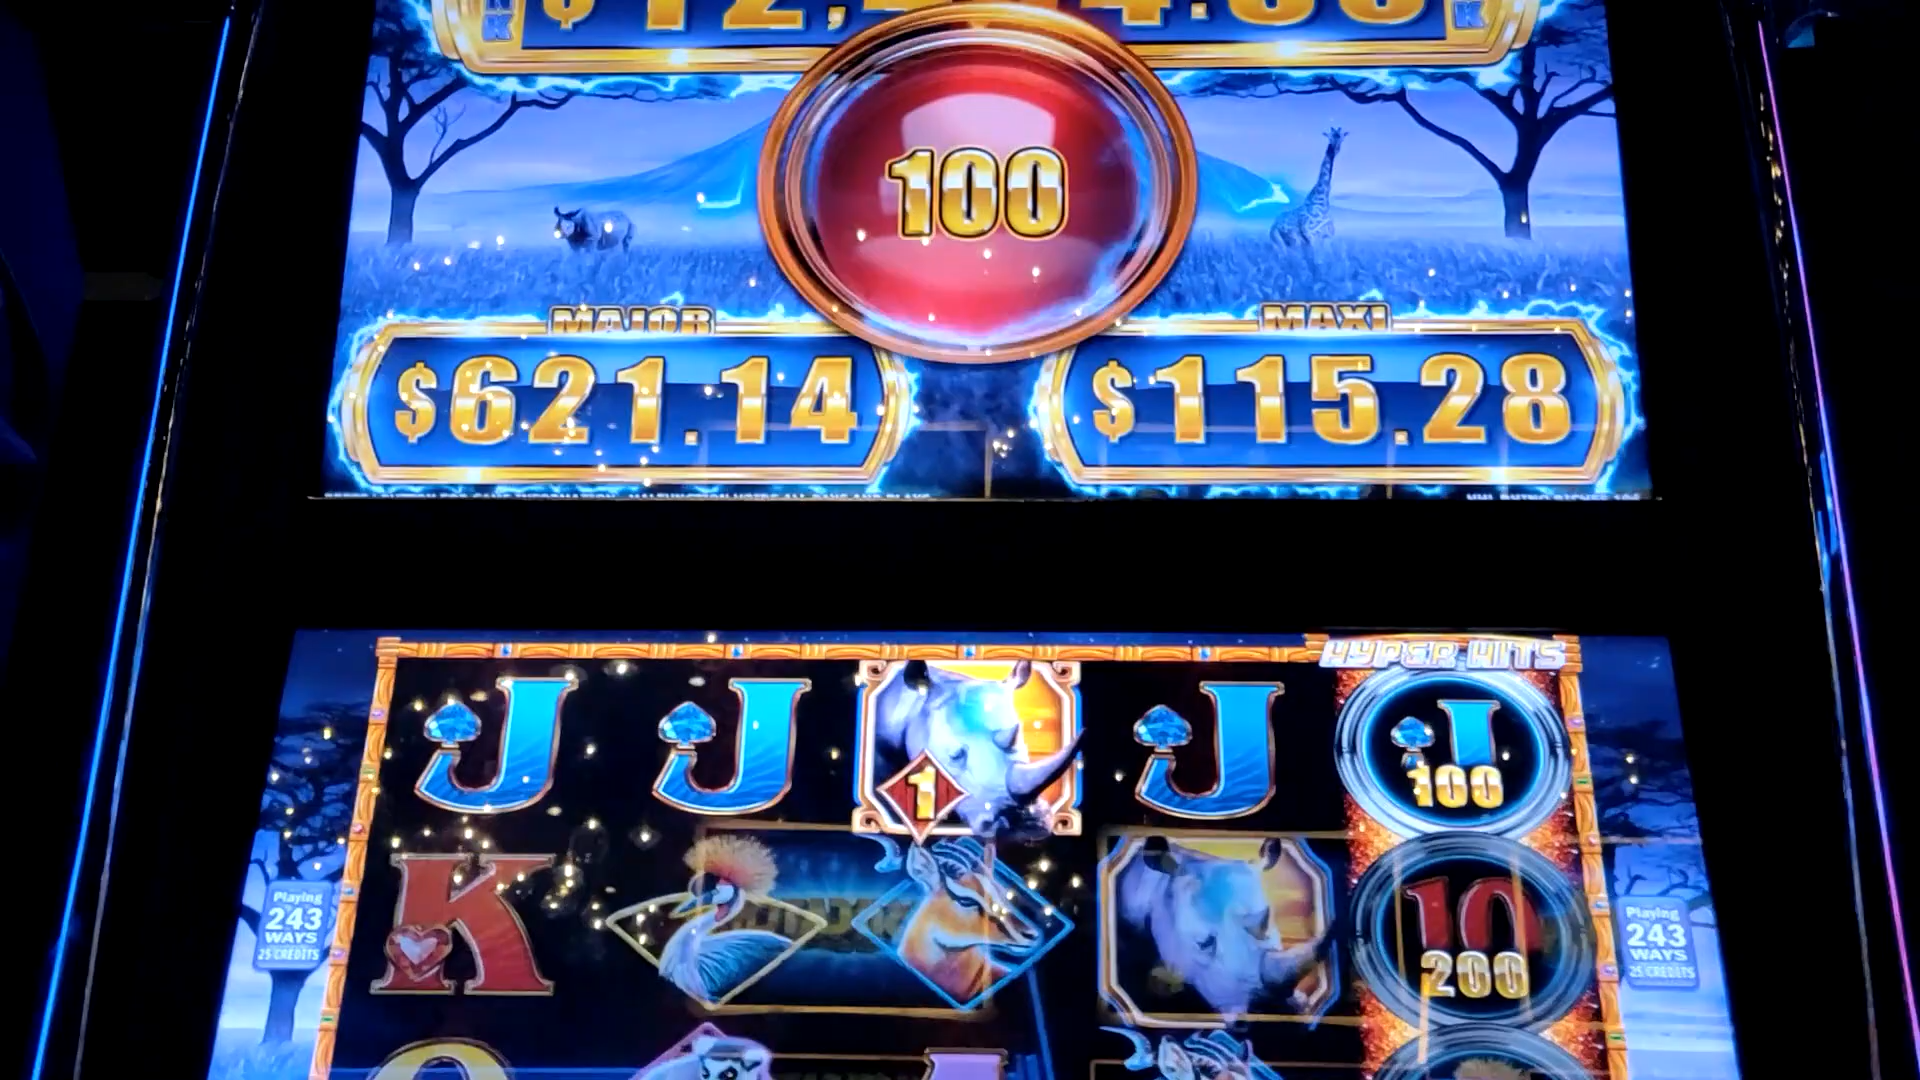 100
MAJOR
MAXI
$621.14
$115.28
HYPER HITS
J
J
1
J
J
100
K
10
200
Playing
243
WAYS
25 CREDITS
Playing
243
WAYS
25 CREDITS